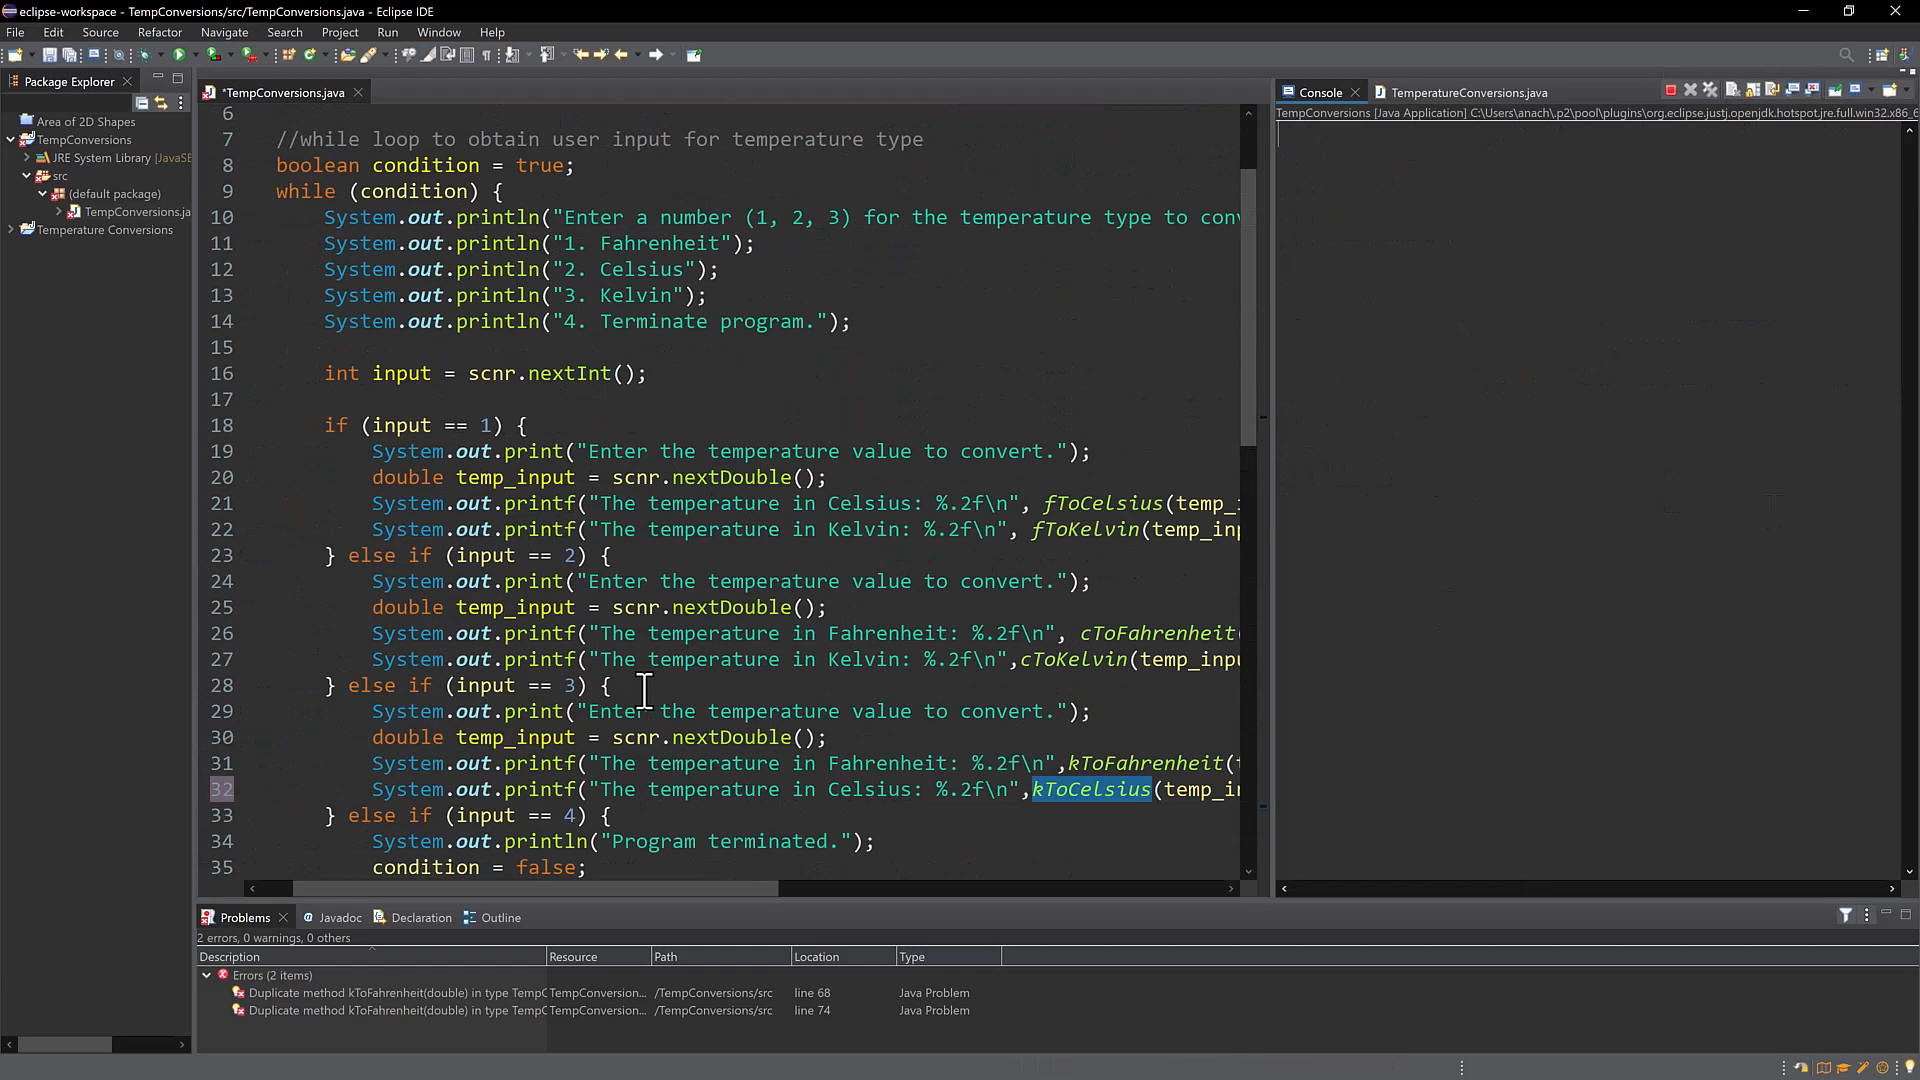 eclipse-workspace - TempConversions/src/TempConversions.java - Eclipse IDE
File Edit Source Refactor Navigate Search Project Run Window Help
Package Explorer
Area of 2D Shapes
TempConversions
JRE System Library [JavaSE
src
(default package)
TempConversions.ja
Temperature Conversions
*TempConversions.java
6
7 //while loop to obtain user input for temperature type
8 boolean condition = true;
9 while (condition) {
10 System.out.println("Enter a number (1, 2, 3) for the temperature type to conv
11 System.out.println("1. Fahrenheit");
12 System.out.println("2. Celsius");
13 System.out.println("3. Kelvin");
14 System.out.println("4. Terminate program.");
15
16 int input = scnr.nextInt();
17
18 if (input == 1) {
19 System.out.print("Enter the temperature value to convert.");
20 double temp_input = scnr.nextDouble();
21 System.out.printf("The temperature in Celsius: %.2f\n", fToCelsius(temp_i
22 System.out.printf("The temperature in Kelvin: %.2f\n", fToKelvin(temp_inp
23 } else if (input == 2) {
24 System.out.print("Enter the temperature value to convert.");
25 double temp_input = scnr.nextDouble();
26 System.out.printf("The temperature in Fahrenheit: %.2f\n", cToFahrenheit(
27 System.out.printf("The temperature in Kelvin: %.2f\n",cToKelvin(temp_inpu
28 } else if (input == 3) {
29 System.out.print("Enter the temperature value to convert.");
30 double temp_input = scnr.nextDouble();
31 System.out.printf("The temperature in Fahrenheit: %.2f\n",kToFahrenheit(t
32 System.out.printf("The temperature in Celsius: %.2f\n",kToCelsius(temp_in
33 } else if (input == 4) {
34 System.out.println("Program terminated.");
35 condition = false;
Console TemperatureConversions.java
TempConversions [Java Application] C:\Users\anach\.p2\pool\plugins\org.eclipse.justj.openjdk.hotspot.jre.full.win32.x86_6
Problems Javadoc Declaration Outline
2 errors, 0 warnings, 0 others
Description Resource Path Location Type
Errors (2 items)
Duplicate method kToFahrenheit(double) in type TempC TempConversion... /TempConversions/src line 68 Java Problem
Duplicate method kToFahrenheit(double) in type TempC TempConversion... /TempConversions/src line 74 Java Problem